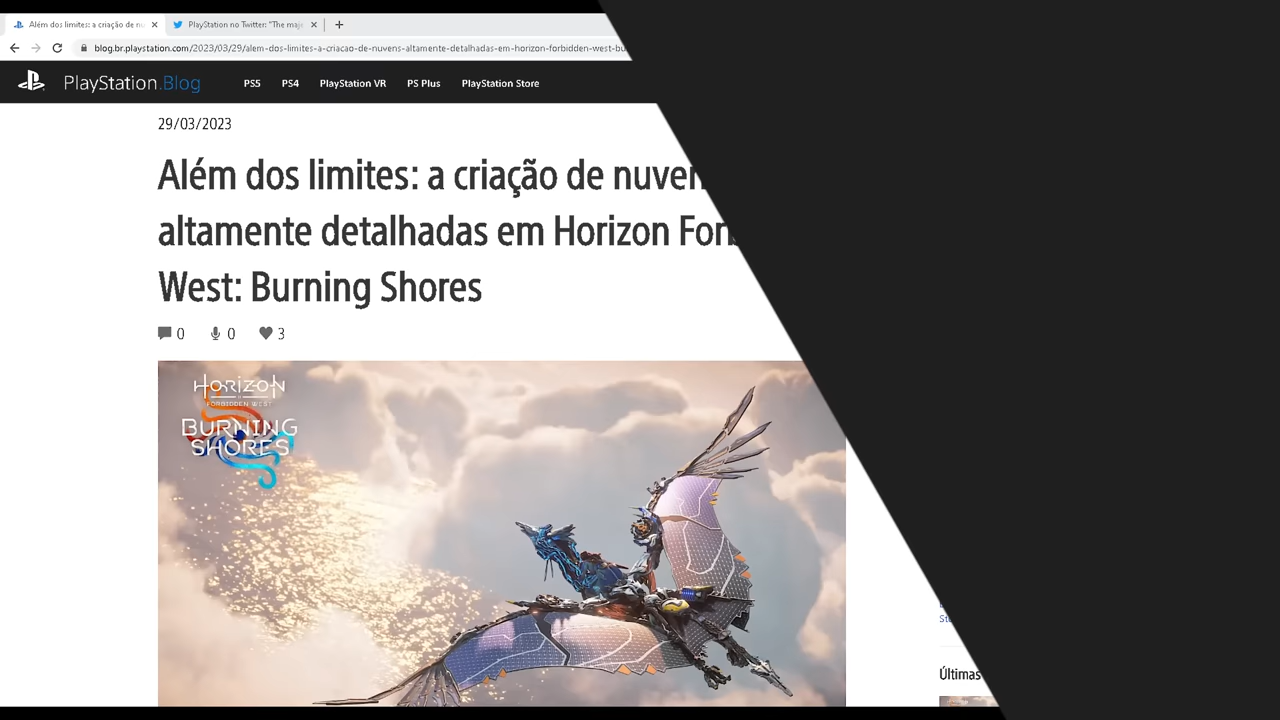 Além dos limites: a criação de nu
PlayStation no Twitter: "The maj
blog.br.playstation.com/2023/03/29/alem-dos-limites-a-criacao-de-nuvens-altamente-detalhadas-em-horizon-forbidden-west-bu
PlayStation.Blog PS5 PS4 PlayStation VR PS Plus PlayStation Store
29/03/2023
Além dos limites: a criação de nuven
altamente detalhadas em Horizon For
West: Burning Shores
0 0 3
HORIZON
FORBIDDEN WEST
BURNING
SHORES
Últimas